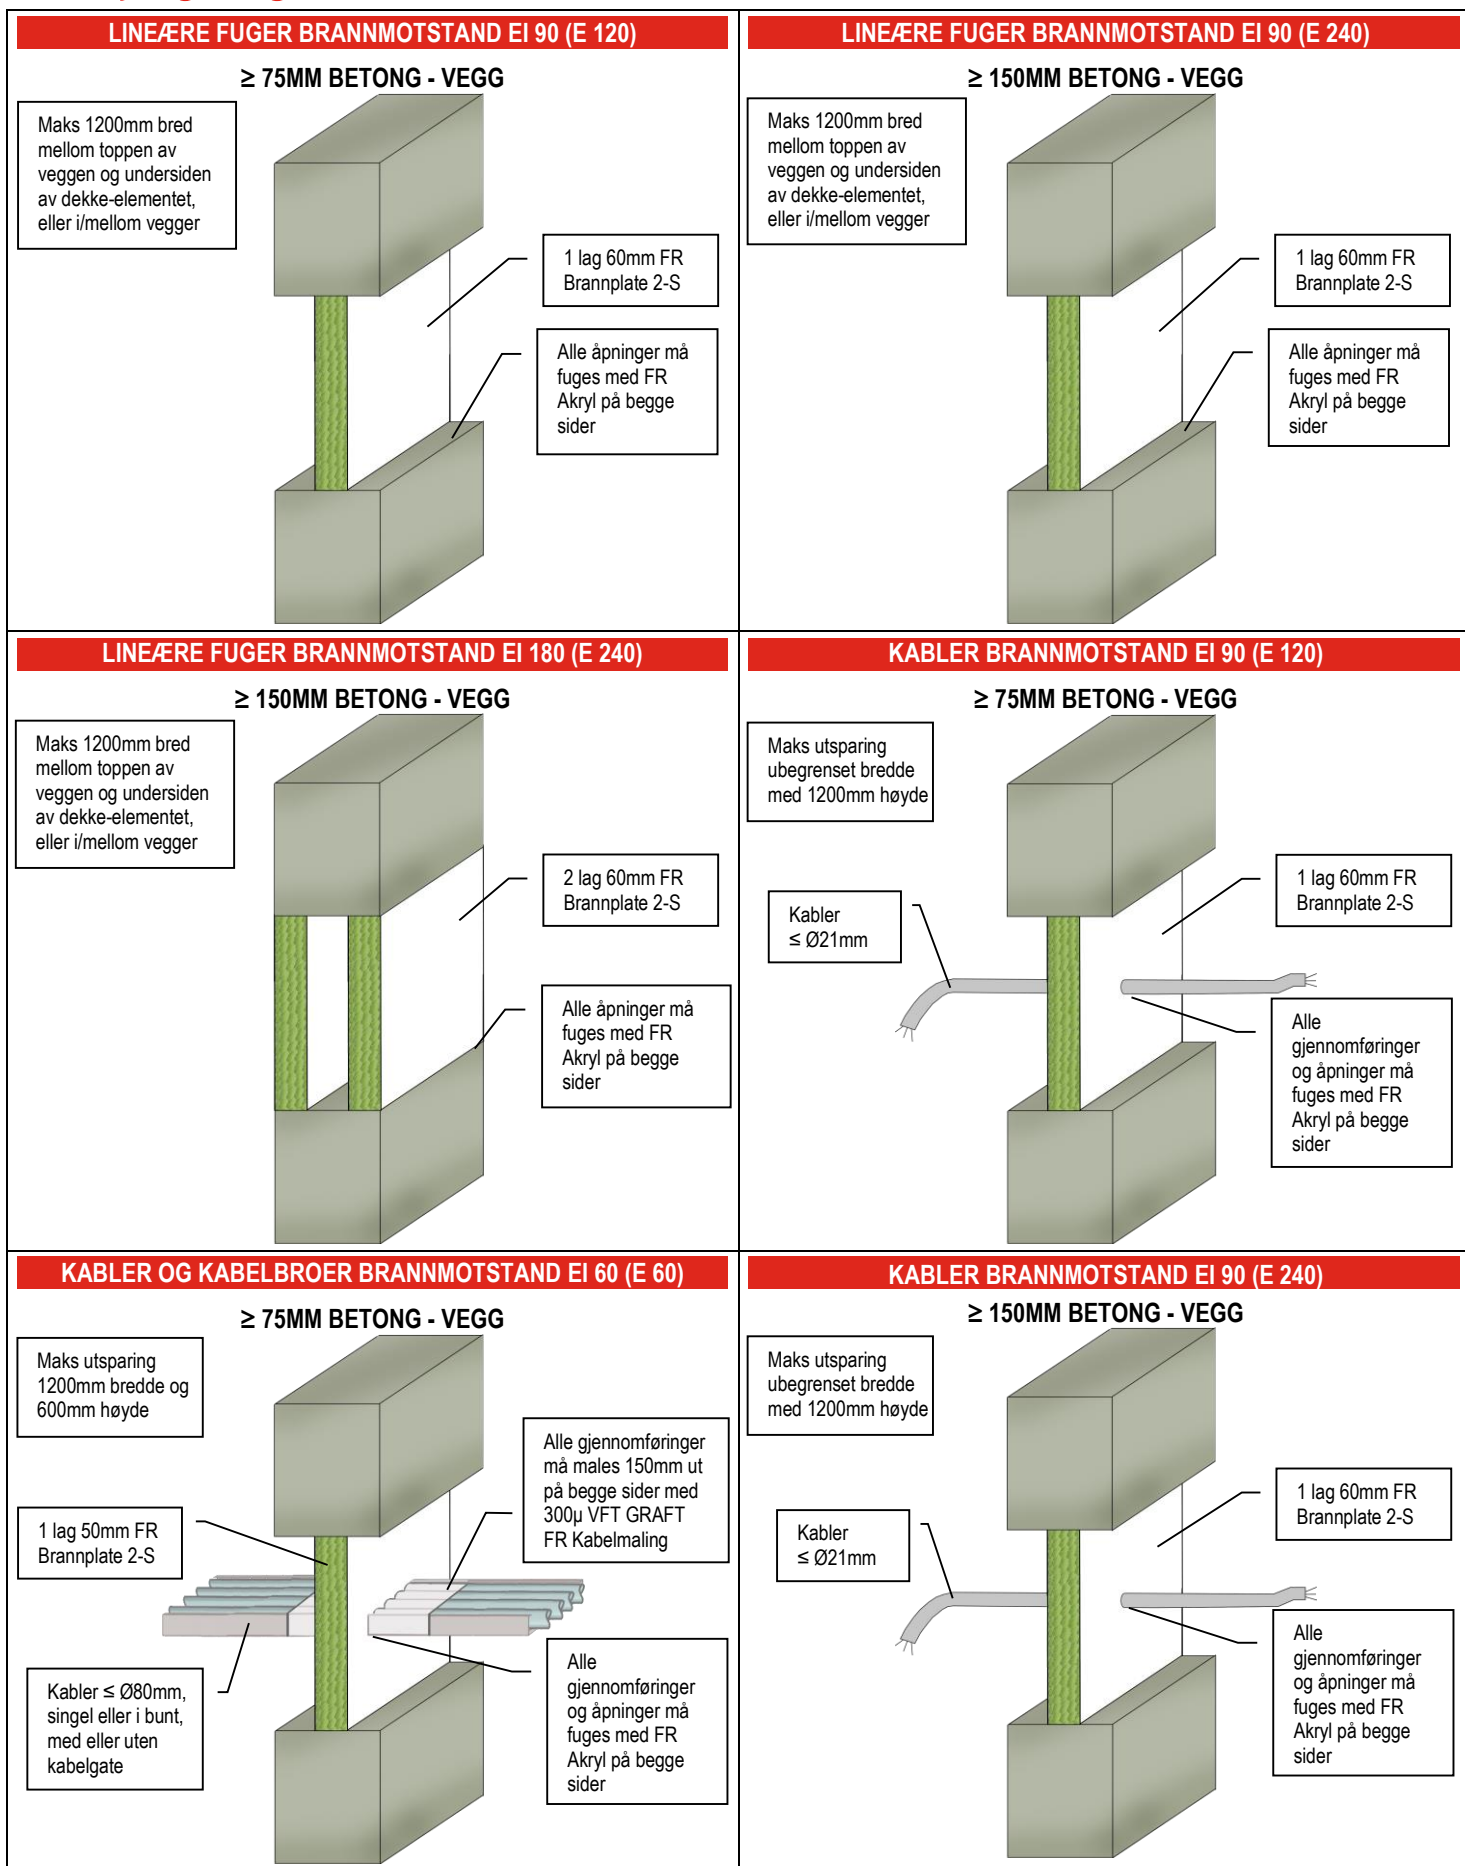 LINEÆRE FUGER BRANNMOTSTAND EI 90 (E 120)
≥ 75MM BETONG - VEGG
Maks 1200mm bred
mellom toppen av
veggen og undersiden
av dekke-elementet,
eller i/mellom vegger
1 lag 60mm FR
Brannplate 2-S
Alle åpninger må
fuges med FR
Akryl på begge
sider
LINEÆRE FUGER BRANNMOTSTAND EI 90 (E 240)
≥ 150MM BETONG - VEGG
Maks 1200mm bred
mellom toppen av
veggen og undersiden
av dekke-elementet,
eller i/mellom vegger
1 lag 60mm FR
Brannplate 2-S
Alle åpninger må
fuges med FR
Akryl på begge
sider
LINEÆRE FUGER BRANNMOTSTAND EI 180 (E 240)
≥ 150MM BETONG - VEGG
Maks 1200mm bred
mellom toppen av
veggen og undersiden
av dekke-elementet,
eller i/mellom vegger
2 lag 60mm FR
Brannplate 2-S
Alle åpninger må
fuges med FR
Akryl på begge
sider
KABLER BRANNMOTSTAND EI 90 (E 120)
≥ 75MM BETONG - VEGG
Maks utsparing
ubegrenset bredde
med 1200mm høyde
1 lag 60mm FR
Brannplate 2-S
Kabler
≤ Ø21mm
Alle
gjennomføringer
og åpninger må
fuges med FR
Akryl på begge
sider
KABLER OG KABELBROER BRANNMOTSTAND EI 60 (E 60)
≥ 75MM BETONG - VEGG
Maks utsparing
1200mm bredde og
600mm høyde
Alle gjennomføringer
må males 150mm ut
på begge sider med
300µ VFT GRAFT
FR Kabelmaling
1 lag 50mm FR
Brannplate 2-S
Kabler ≤ Ø80mm,
singel eller i bunt,
med eller uten
kabelgate
Alle
gjennomføringer
og åpninger må
fuges med FR
Akryl på begge
sider
KABLER BRANNMOTSTAND EI 90 (E 240)
≥ 150MM BETONG - VEGG
Maks utsparing
ubegrenset bredde
med 1200mm høyde
1 lag 60mm FR
Brannplate 2-S
Kabler
≤ Ø21mm
Alle
gjennomføringer
og åpninger må
fuges med FR
Akryl på begge
sider